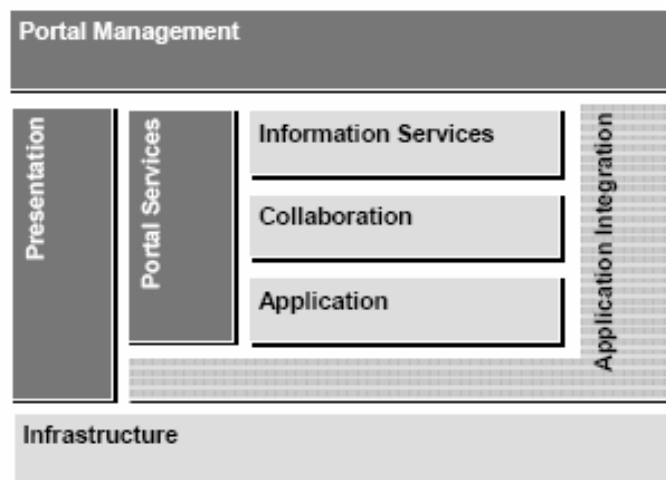 Portal Management
Presentation
Portal Services
Information Services
Collaboration
Application
Application Integration
Infrastructure